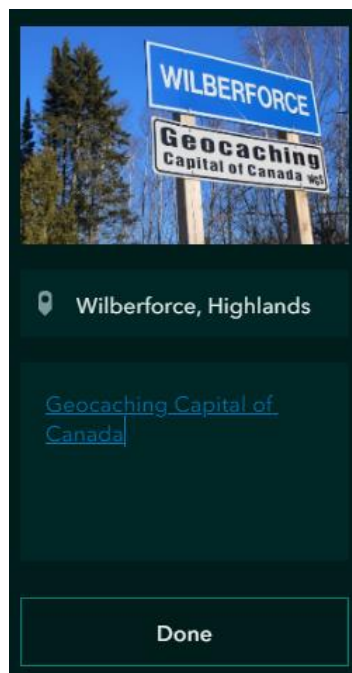 WILBERFORCE
Geocaching
Capital of Canada
Wilberforce, Highlands
Geocaching Capital of
Canada
Done